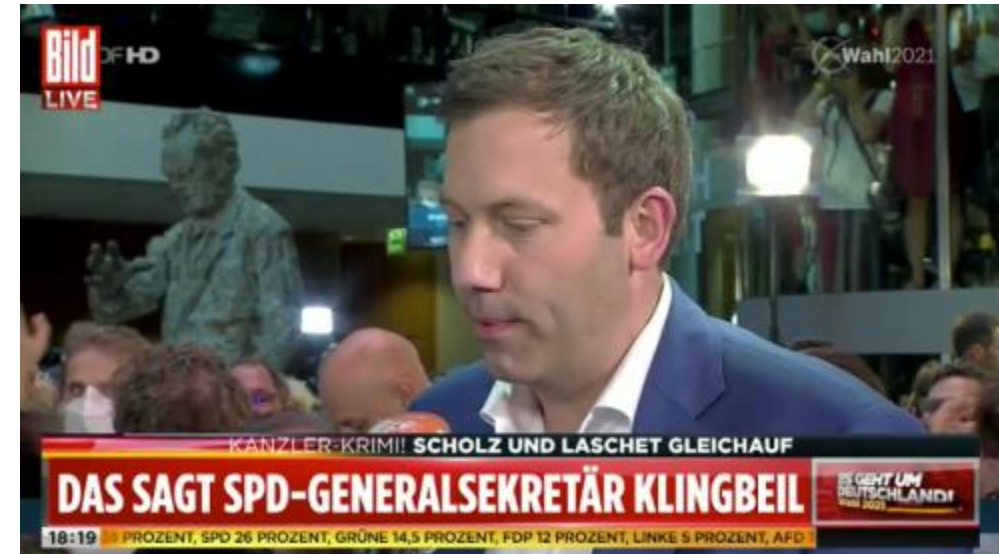 Bild
LIVE
DF HD
Wahl2021
KANZLER-KRIMI! SCHOLZ UND LASCHET GLEICHAUF
DAS SAGT SPD-GENERALSEKRETÄR KLINGBEIL
ES GEHT UM
DEUTSCHLAND!
18:19
PROZENT, SPD 26 PROZENT, GRÜNE 14,5 PROZENT, FDP 12 PROZENT, LINKE 5 PROZENT, AFD